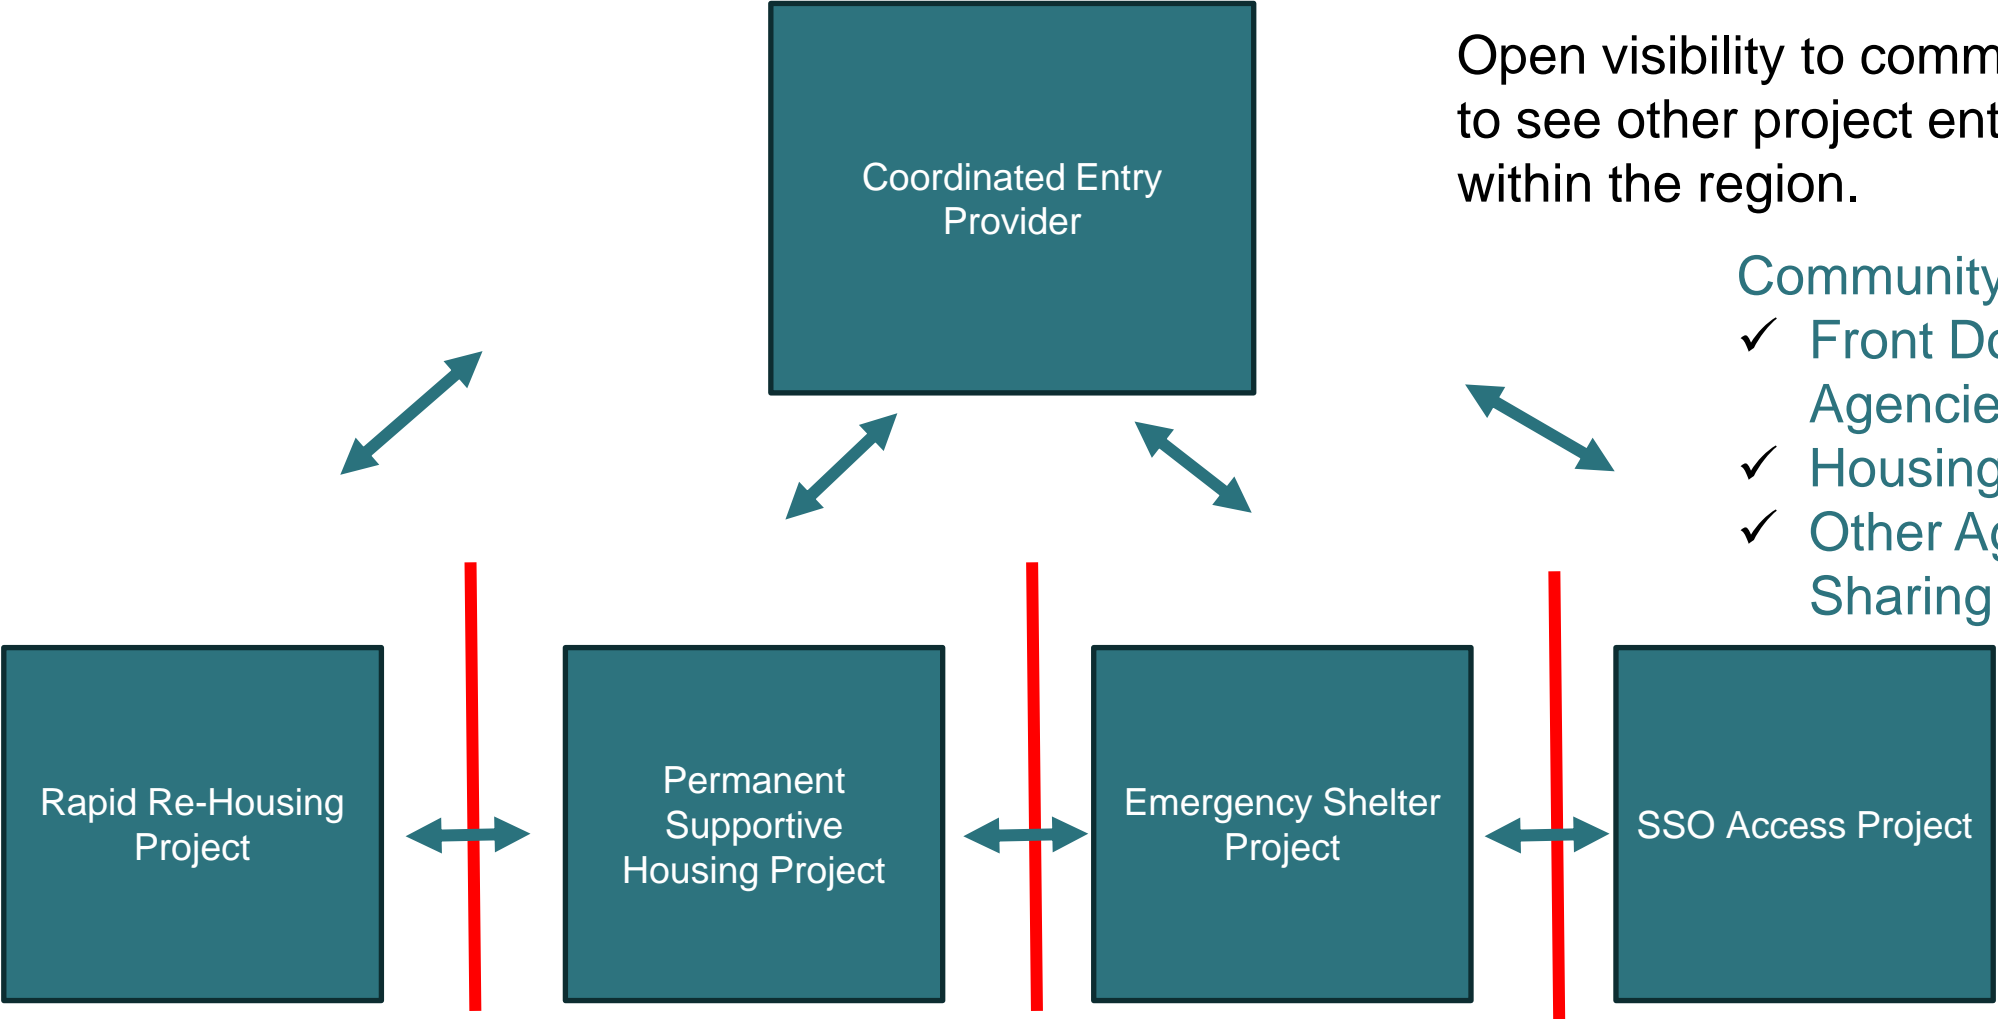 Coordinated Entry
Provider
Open visibility to comm
to see other project ent
within the region.
Community
Front Do
Agencie
Housing
Other Ag
Sharing
Rapid Re-Housing
Project
Permanent
Supportive
Housing Project
Emergency Shelter
Project
SSO Access Project